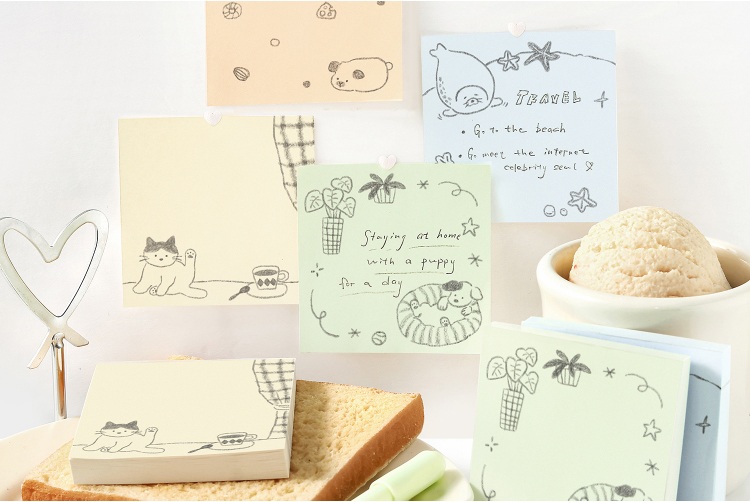 TRAVEL
• Go to the beach
• Go meet the internet
celebrity seal
Staying at home
with a puppy
for a day